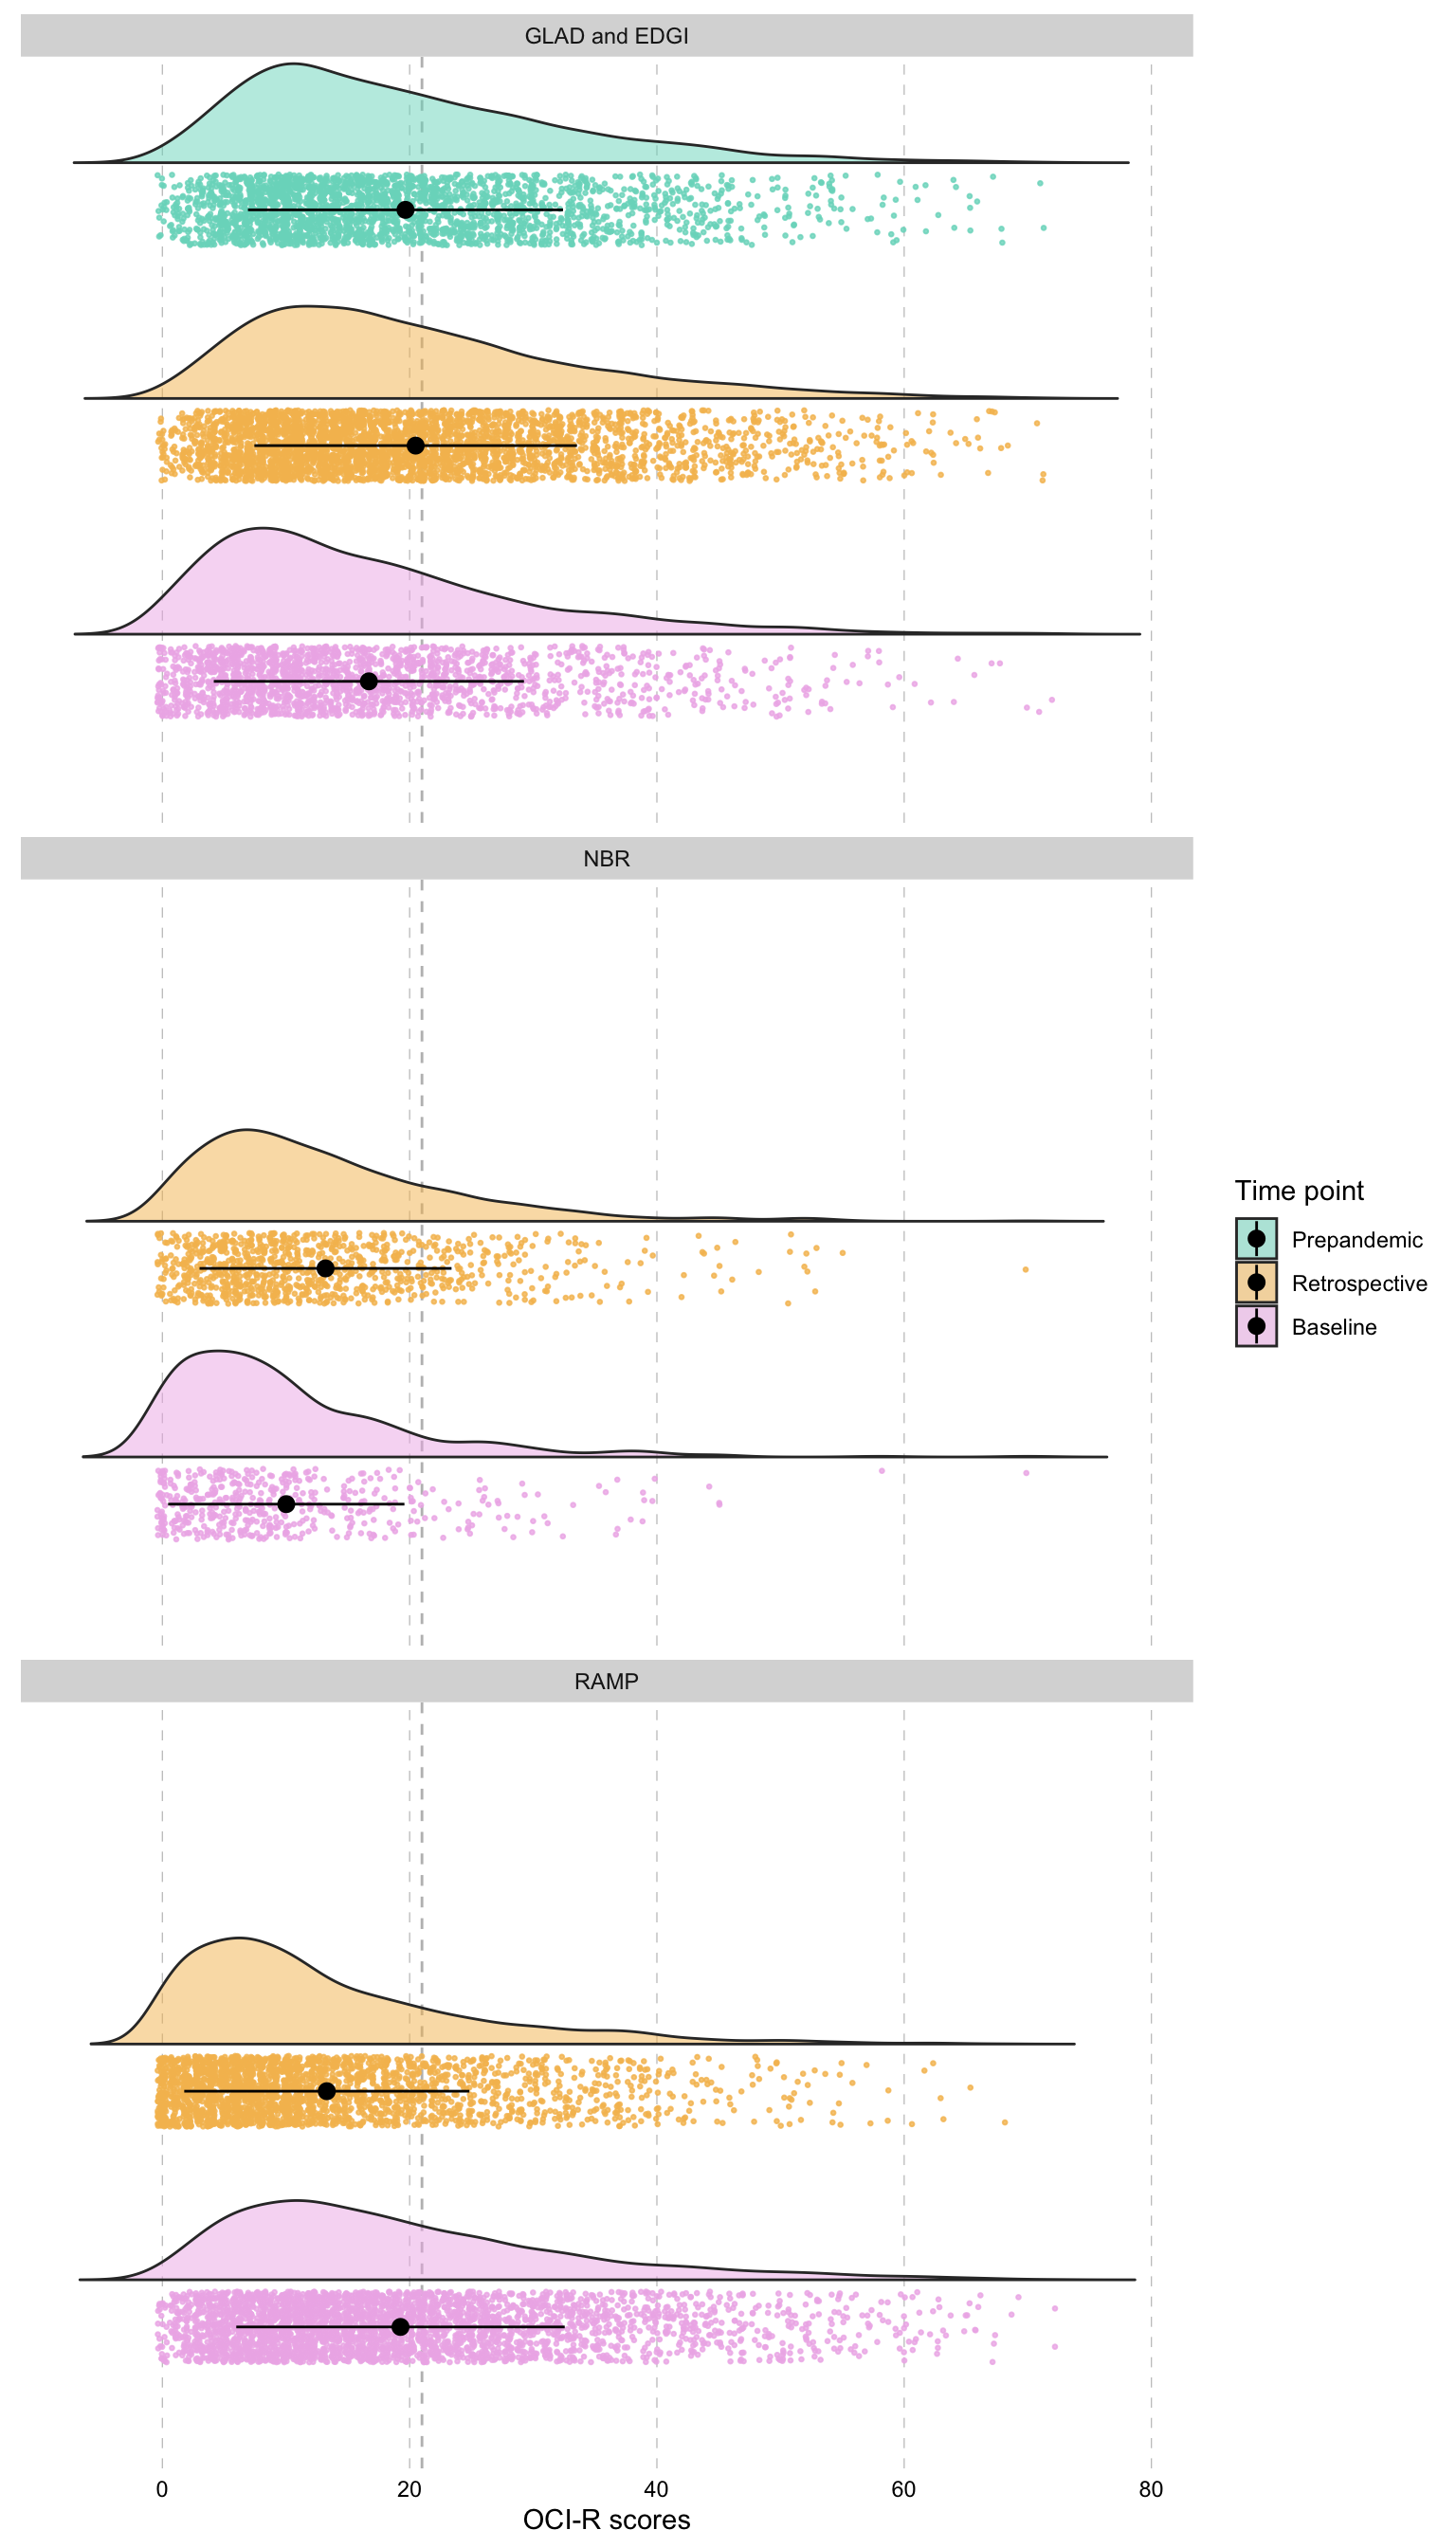 GLAD and EDGI
NBR
RAMP
Time point
Prepandemic
Retrospective
Baseline
0 20 40 60 80
OCI-R scores